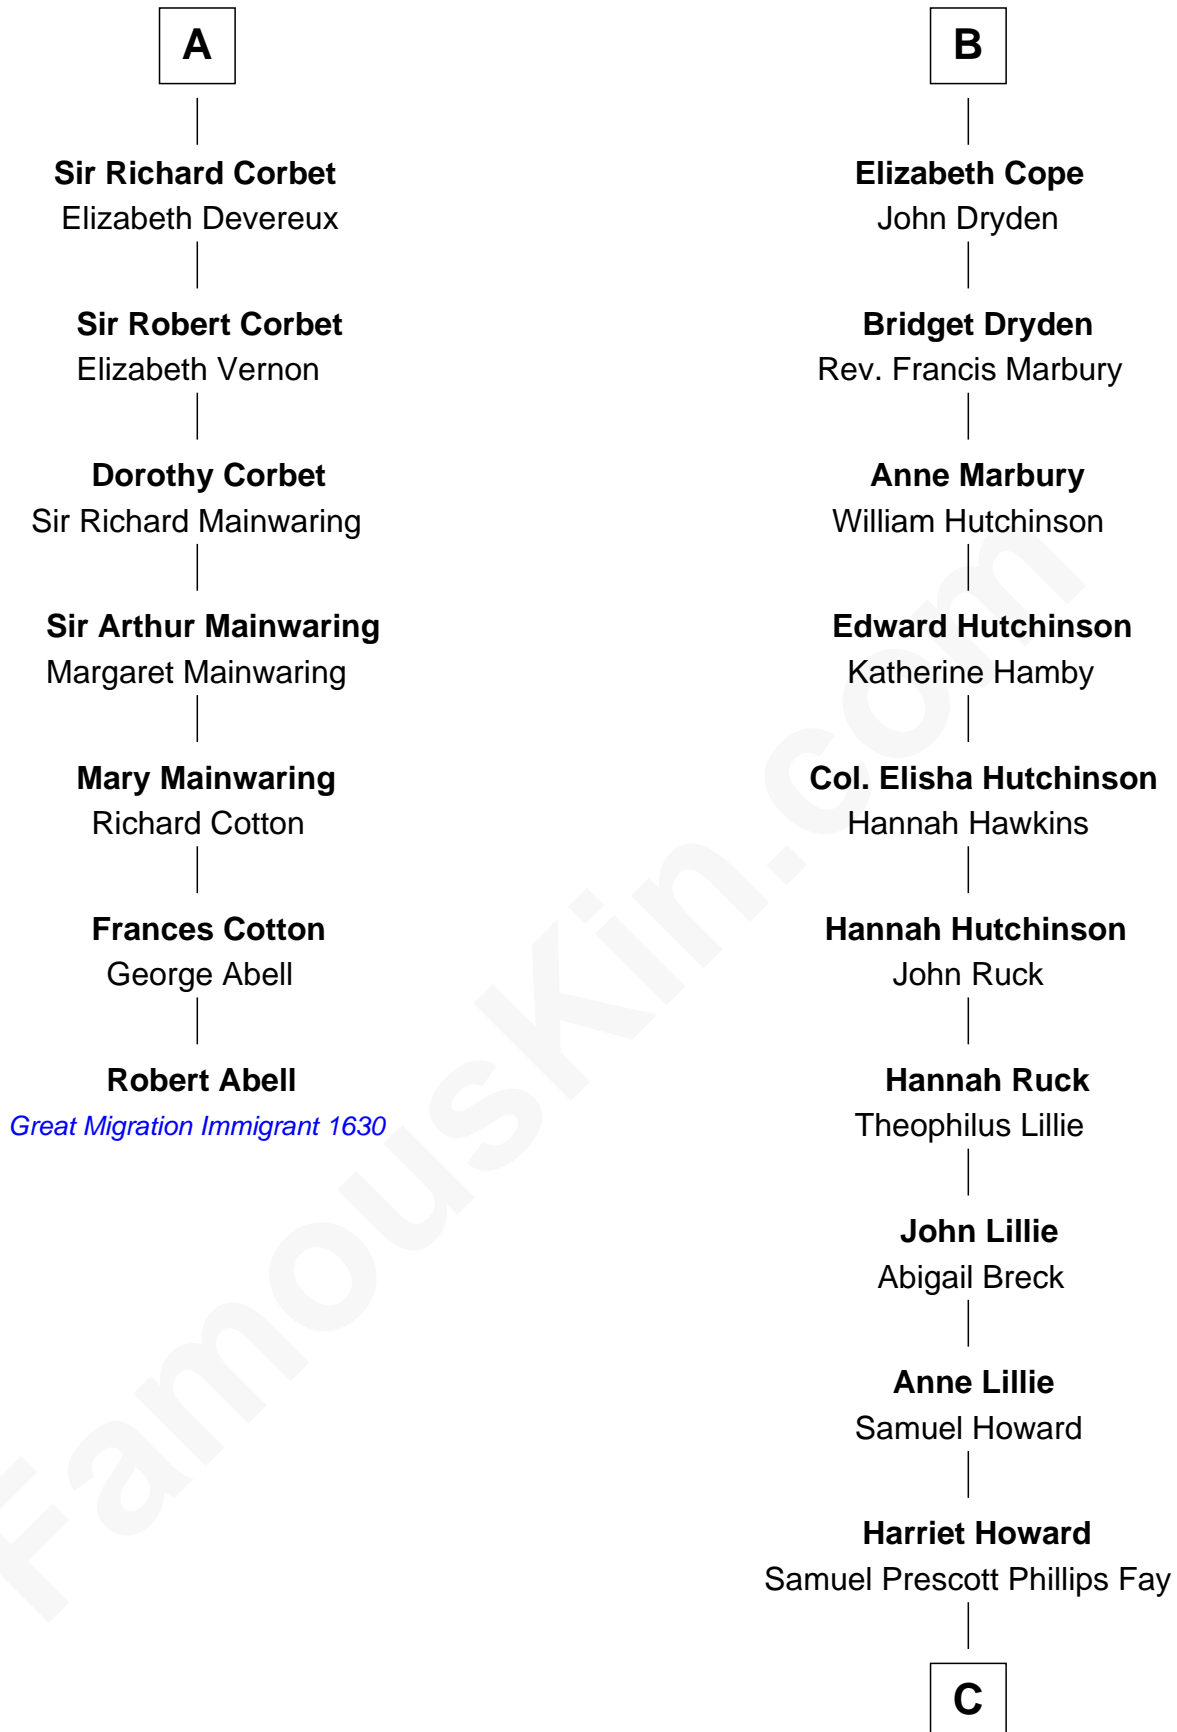 A
Sir Richard Corbet
Elizabeth Devereux
Sir Robert Corbet
Elizabeth Vernon
Dorothy Corbet
Sir Richard Mainwaring
Sir Arthur Mainwaring
Margaret Mainwaring
Mary Mainwaring
Richard Cotton
Frances Cotton
George Abell
Robert Abell
Great Migration Immigrant 1630
B
Elizabeth Cope
John Dryden
Bridget Dryden
Rev. Francis Marbury
Anne Marbury
William Hutchinson
Edward Hutchinson
Katherine Hamby
Col. Elisha Hutchinson
Hannah Hawkins
Hannah Hutchinson
John Ruck
Hannah Ruck
Theophilus Lillie
John Lillie
Abigail Breck
Anne Lillie
Samuel Howard
Harriet Howard
Samuel Prescott Phillips Fay
C
FamousKin.com